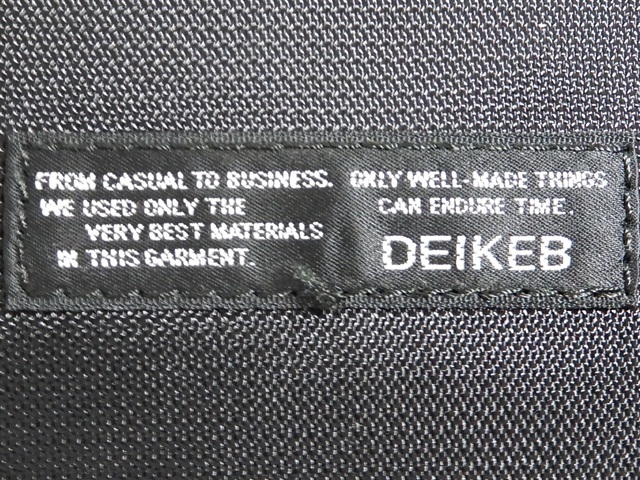 FROM CASUAL TO BUSINESS.
WE USED ONLY THE
VERY BEST MATERIALS
IN THIS GARMENT.
ONLY WELL-MADE THINGS
CAN ENDURE TIME.
DEIKEB